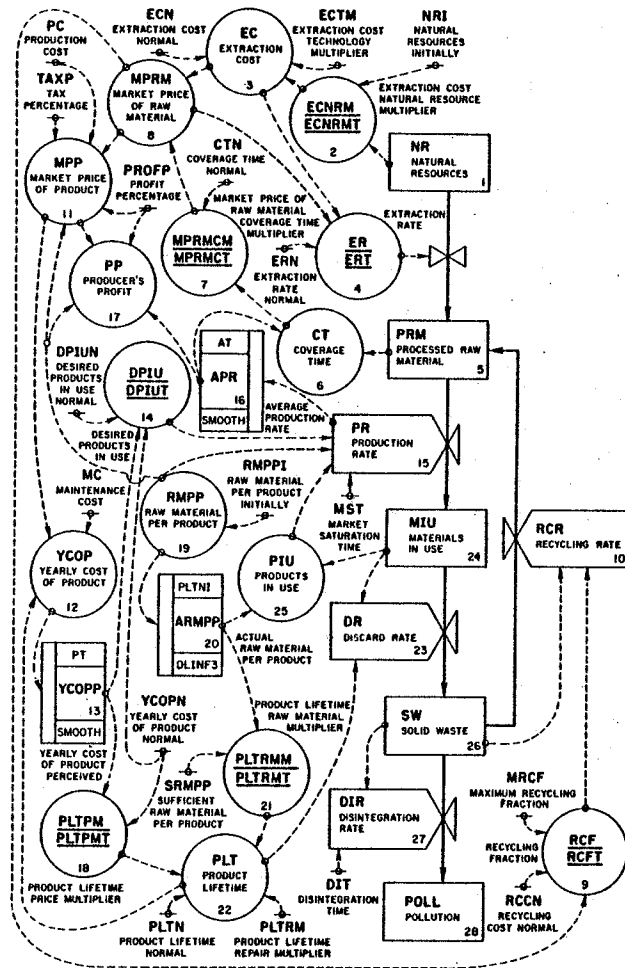 PC
PRODUCTION
COST
TAXP
TAX
PERCENTAGE
ECN
EXTRACTION COST
NORMAL
EC
EXTRACTION
COST
3
ECTM
EXTRACTION COST
TECHNOLOGY
MULTIPLIER
NRI
NATURAL
RESOURCES
INITIALLY
MPRM
MARKET PRICE
OF RAW
MATERIAL
8
ECNRM
ECNRMT
2
EXTRACTION COST
NATURAL RESOURCE
MULTIPLIER
NR
NATURAL
RESOURCES
1
MPP
MARKET PRICE
OF PRODUCT
11
PROFP
PROFIT
PERCENTAGE
CTN
COVERAGE TIME
NORMAL
MARKET PRICE OF
RAW MATERIAL
COVERAGE TIME
MULTIPLIER
MPRMCM
MPRMCT
7
ERN
EXTRACTION
RATE NORMAL
ER
ERT
4
EXTRACTION
RATE
PP
PRODUCER'S
PROFIT
17
CT
COVERAGE
TIME
6
PRM
PROCESSED RAW
MATERIAL
5
DPIUN
DESIRED
PRODUCTS
IN USE
NORMAL
DPIU
DPIUT
14
DESIRED
PRODUCTS
IN USE
AT
APR
16
SMOOTH
AVERAGE
PRODUCTION
RATE
PR
PRODUCTION
RATE
15
MC
MAINTENANCE
COST
RMPP
RAW MATERIAL
PER PRODUCT
19
RMPPI
RAW MATERIAL
PER PRODUCT
INITIALLY
MST
MARKET
SATURATION
TIME
MIU
MATERIALS
IN USE
24
RCR
RECYCLING RATE
10
YCOP
YEARLY COST
OF PRODUCT
12
PIU
PRODUCTS
IN USE
25
PLTNI
ARMPP
20
DLINF3
ACTUAL
RAW MATERIAL
PER PRODUCT
DR
DISCARD RATE
23
PT
YCOPP
13
SMOOTH
YEARLY COST
OF PRODUCT
PERCEIVED
YCOPN
YEARLY COST
OF PRODUCT
NORMAL
PRODUCT LIFETIME
RAW MATERIAL
MULTIPLIER
SW
SOLID WASTE
26
SRMPP
SUFFICIENT
RAW MATERIAL
PER PRODUCT
PLTRMM
PLTRMT
21
DIR
DISINTEGRATION
RATE
27
MRCF
MAXIMUM RECYCLING
FRACTION
RECYCLING
FRACTION
RCF
RCFT
9
PLTPM
PLTPMT
18
PRODUCT LIFETIME
PRICE MULTIPLIER
PLT
PRODUCT
LIFETIME
22
DIT
DISINTEGRATION
TIME
RCCN
RECYCLING
COST NORMAL
POLL
POLLUTION
28
PLTN
PRODUCT LIFETIME
NORMAL
PLTRM
PRODUCT LIFETIME
REPAIR MULTIPLIER